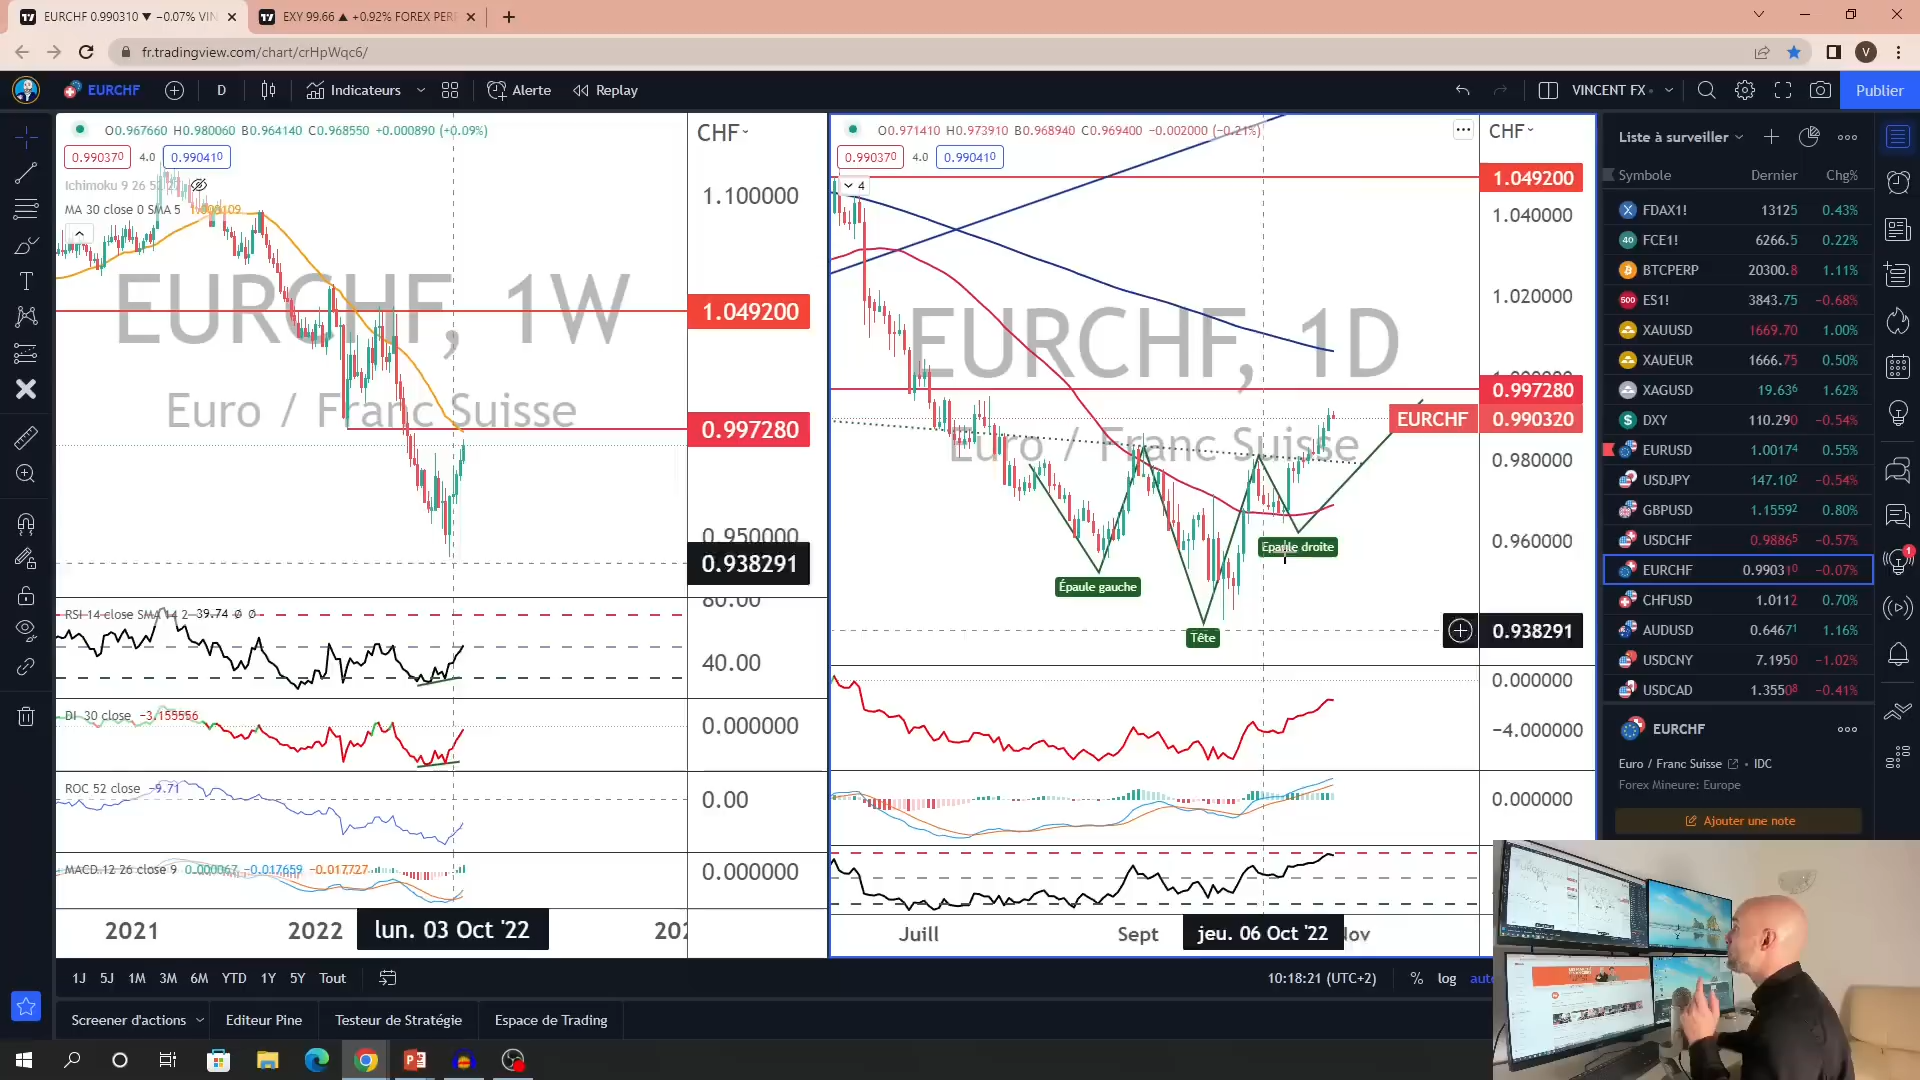 EURCHF 0.990310 ▼ −0.07% VIN
EXY 99.66 ▲ +0.92% FOREX PER
fr.tradingview.com/chart/crHpWqc6/
V
EURCHF
D
Indicateurs
Alerte
Replay
VINCENT FX
Publier
O0.967660 H0.980060 B0.964140 C0.968550 +0.000890 (+0.09%)
CHF
0.990370
4.0
0.990410
Ichimoku 9 26 52
MA 30 close 0 SMA 5
EURCHF, 1W
Euro / Franc Suisse
1.100000
1.049200
0.997280
0.950000
0.938291
RSI 14 close SMA 14 2 39.74 ø ø
80.00
40.00
DI 30 close −3.155556
0.000000
ROC 52 close −9.71
0.00
MACD 12 26 close 9 0.000067 −0.017659 −0.017727
0.000000
2021
2022
lun. 03 Oct '22
202
O0.971410 H0.973910 B0.968940 C0.969400 −0.002000 (−0.21%)
CHF
0.990370
4.0
0.990410
4
EURCHF, 1D
Euro / Franc Suisse
1.049200
1.040000
1.020000
0.997280
EURCHF
0.990320
0.980000
0.960000
0.938291
Épaule gauche
Tête
Epaule droite
0.000000
−4.000000
0.000000
Juill
Sept
jeu. 06 Oct '22
Nov
Liste à surveiller
Symbole Dernier Chg%
FDAX1! 13125 0.43%
40 FCE1! 6266.5 0.22%
BTCPERP 20300.8 1.11%
500 ES1! 3843.75 −0.68%
XAUUSD 1669.70 1.00%
XAUEUR 1666.75 0.50%
XAGUSD 19.636 1.62%
DXY 110.290 −0.54%
EURUSD 1.00174 0.55%
USDJPY 147.102 −0.54%
GBPUSD 1.15592 0.80%
USDCHF 0.98865 −0.57%
EURCHF 0.990310 −0.07%
CHFUSD 1.0112 0.70%
AUDUSD 0.64671 1.16%
USDCNY 7.1950 −1.02%
USDCAD 1.35508 −0.41%
1
EURCHF
Euro / Franc Suisse • IDC
Forex Mineure: Europe
Ajouter une note
1J 5J 1M 3M 6M YTD 1Y 5Y Tout
10:18:21 (UTC+2)
% log auto
Screener d'actions
Editeur Pine
Testeur de Stratégie
Espace de Trading